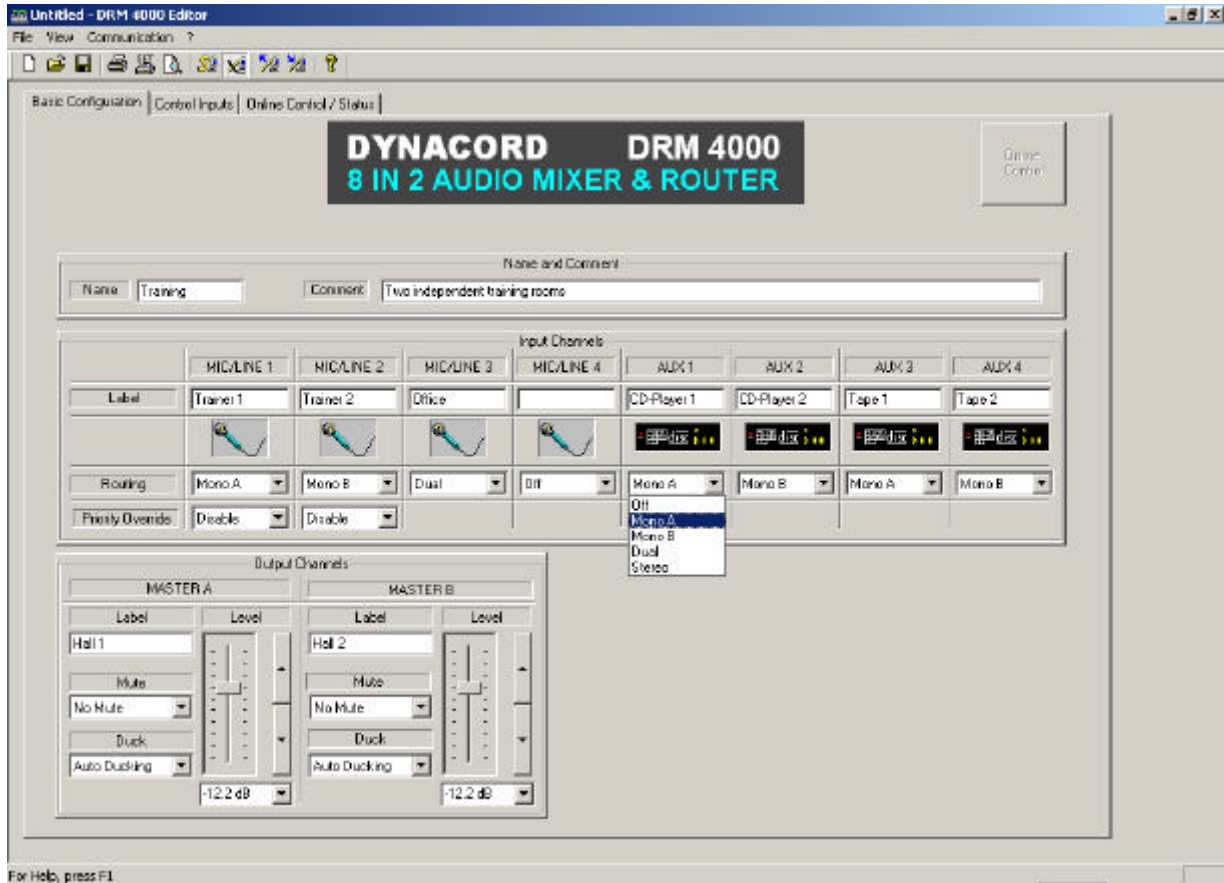 Untitled - DRM 4000 Editor
File View Communication ?
Basic Configuration Control Inputs Online Control / Status
DYNACORD DRM 4000
8 IN 2 AUDIO MIXER & ROUTER
Online
Control
Name and Comment
Name Training Comment Two independent training rooms
Input Channels
MIC/LINE 1 MIC/LINE 2 MIC/LINE 3 MIC/LINE 4 AUX 1 AUX 2 AUX 3 AUX 4
Label Trainer 1 Trainer 2 Office CD-Player 1 CD-Player 2 Tape 1 Tape 2
disc disc disc disc
Routing Mono A Mono B Dual Off Mono A Mono B Mono A Mono B
Off
Priority Override Disable Disable Mono A
Mono B
Dual
Stereo
Output Channels
MASTER A MASTER B
Label Level Label Level
Hall 1 Hall 2
Mute Mute
No Mute No Mute
Duck Duck
Auto Ducking Auto Ducking
-12.2 dB -12.2 dB
For Help, press F1